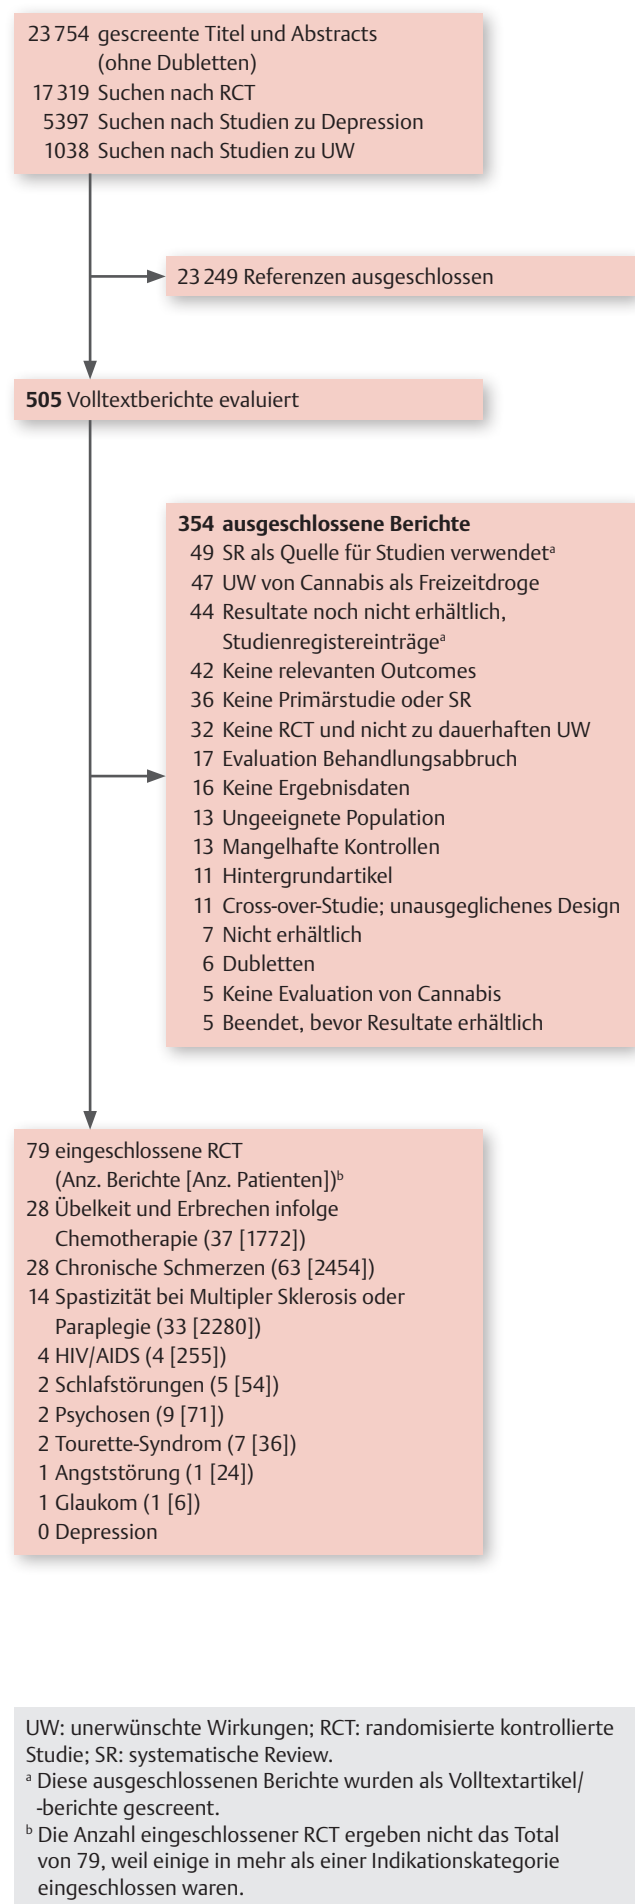 23 754 gescreente Titel und Abstracts
(ohne Dubletten)
17 319 Suchen nach RCT
5397 Suchen nach Studien zu Depression
1038 Suchen nach Studien zu UW
23 249 Referenzen ausgeschlossen
505 Volltextberichte evaluiert
354 ausgeschlossene Berichte
49 SR als Quelle für Studien verwendetᵃ
47 UW von Cannabis als Freizeitdroge
44 Resultate noch nicht erhältlich,
Studienregistereinträgeᵃ
42 Keine relevanten Outcomes
36 Keine Primärstudie oder SR
32 Keine RCT und nicht zu dauerhaften UW
17 Evaluation Behandlungsabbruch
16 Keine Ergebnisdaten
13 Ungeeignete Population
13 Mangelhafte Kontrollen
11 Hintergrundartikel
11 Cross-over-Studie; unausgeglichenes Design
7 Nicht erhältlich
6 Dubletten
5 Keine Evaluation von Cannabis
5 Beendet, bevor Resultate erhältlich
79 eingeschlossene RCT
(Anz. Berichte [Anz. Patienten])ᵇ
28 Übelkeit und Erbrechen infolge
Chemotherapie (37 [1772])
28 Chronische Schmerzen (63 [2454])
14 Spastizität bei Multipler Sklerosis oder
Paraplegie (33 [2280])
4 HIV/AIDS (4 [255])
2 Schlafstörungen (5 [54])
2 Psychosen (9 [71])
2 Tourette-Syndrom (7 [36])
1 Angststörung (1 [24])
1 Glaukom (1 [6])
0 Depression
UW: unerwünschte Wirkungen; RCT: randomisierte kontrollierte
Studie; SR: systematische Review.
ᵃ Diese ausgeschlossenen Berichte wurden als Volltextartikel/
-berichte gescreent.
ᵇ Die Anzahl eingeschlossener RCT ergeben nicht das Total
von 79, weil einige in mehr als einer Indikationskategorie
eingeschlossen waren.